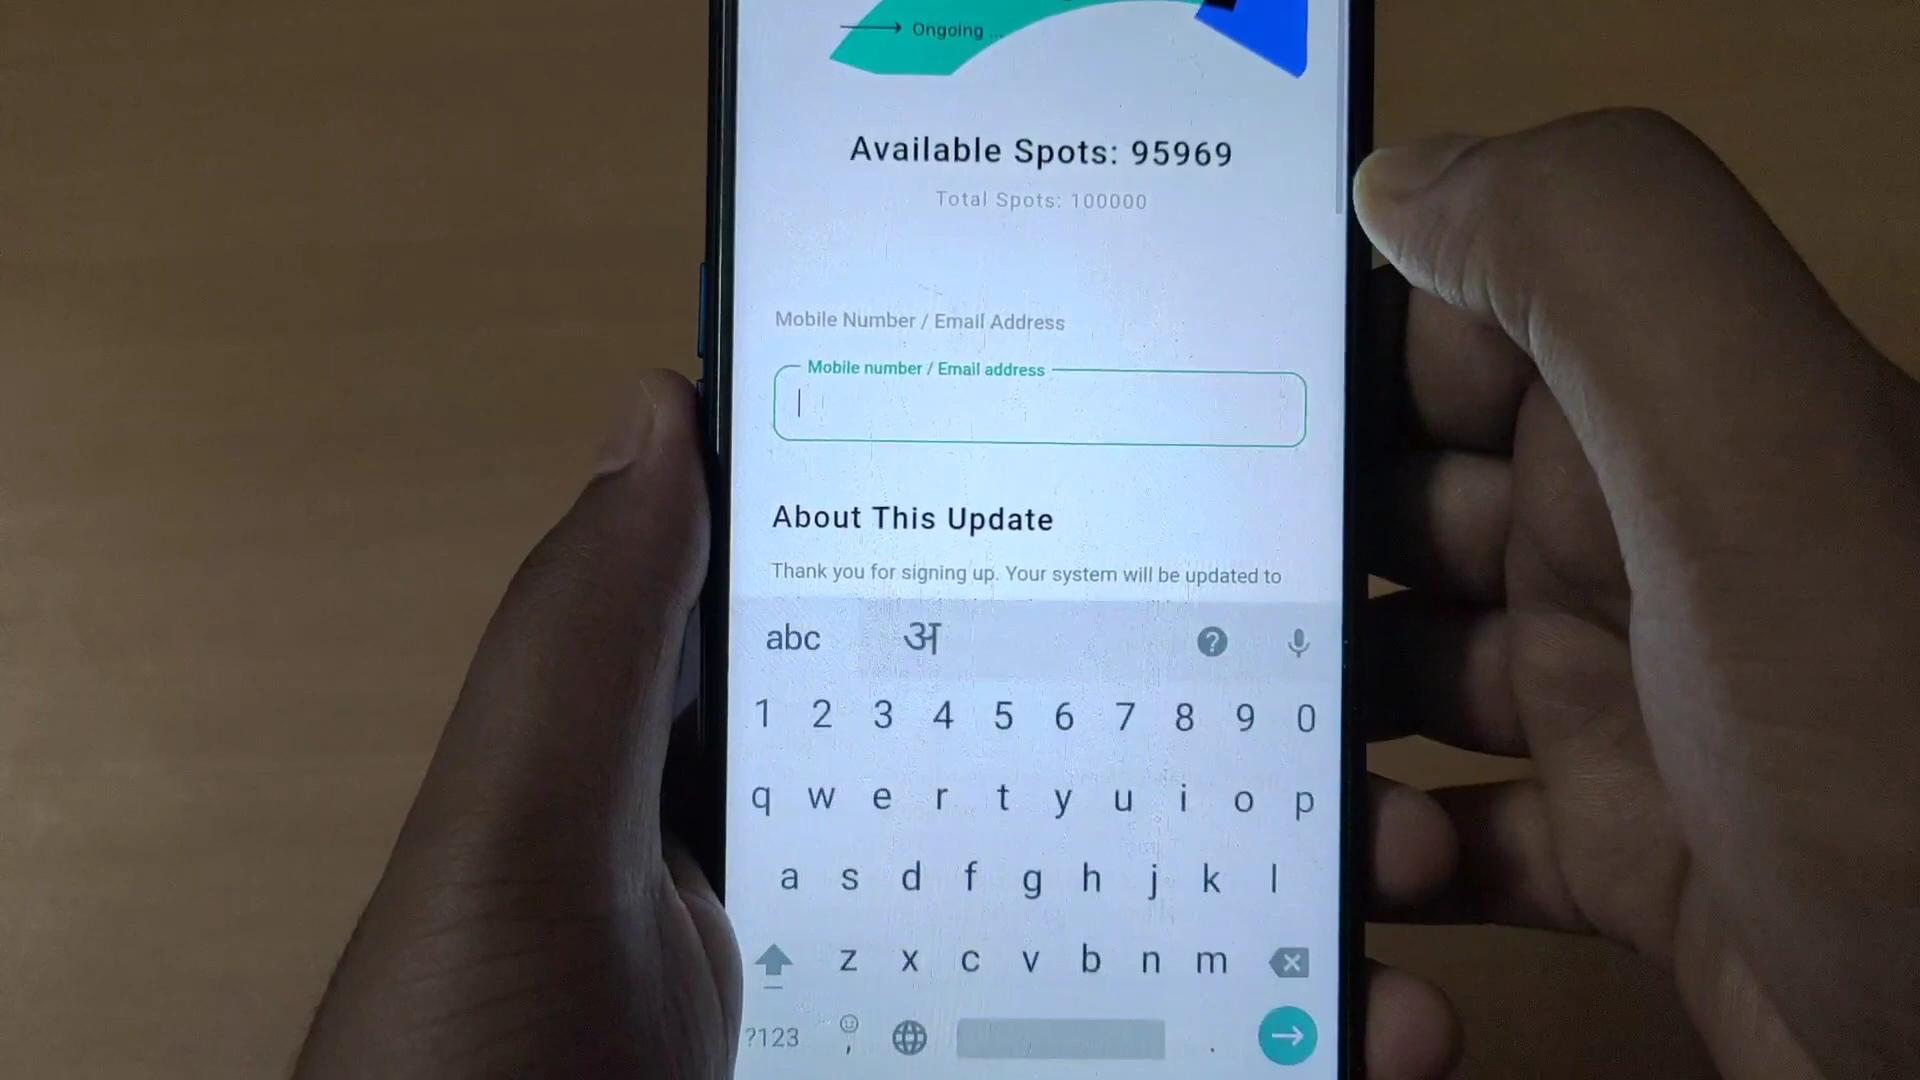 Ongoing ...
Available Spots: 95969
Total Spots: 100000
Mobile Number / Email Address
Mobile number / Email address
About This Update
Thank you for signing up. Your system will be updated to
abc अ ?
1 2 3 4 5 6 7 8 9 0
q w e r t y u i o p
a s d f g h j k l
z x c v b n m
?123 , .